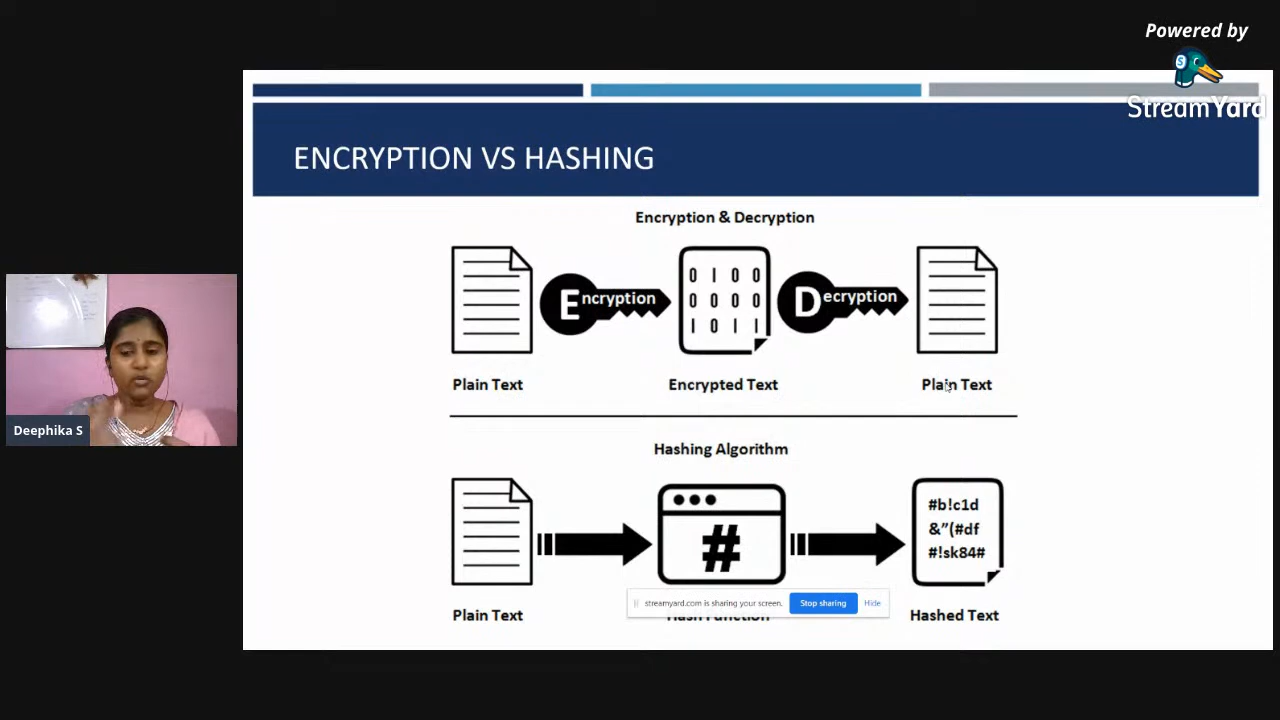 Powered by
StreamYard
ENCRYPTION VS HASHING
Encryption & Decryption
Encryption
0 1 0 0
0 0 0 0
1 0 1 1
Decryption
Plain Text
Encrypted Text
Plain Text
Deephika S
Hashing Algorithm
#
#b!c1d
&”(#df
#!sk84#
streamyard.com is sharing your screen.
Stop sharing
Hide
Plain Text
Hash Function
Hashed Text